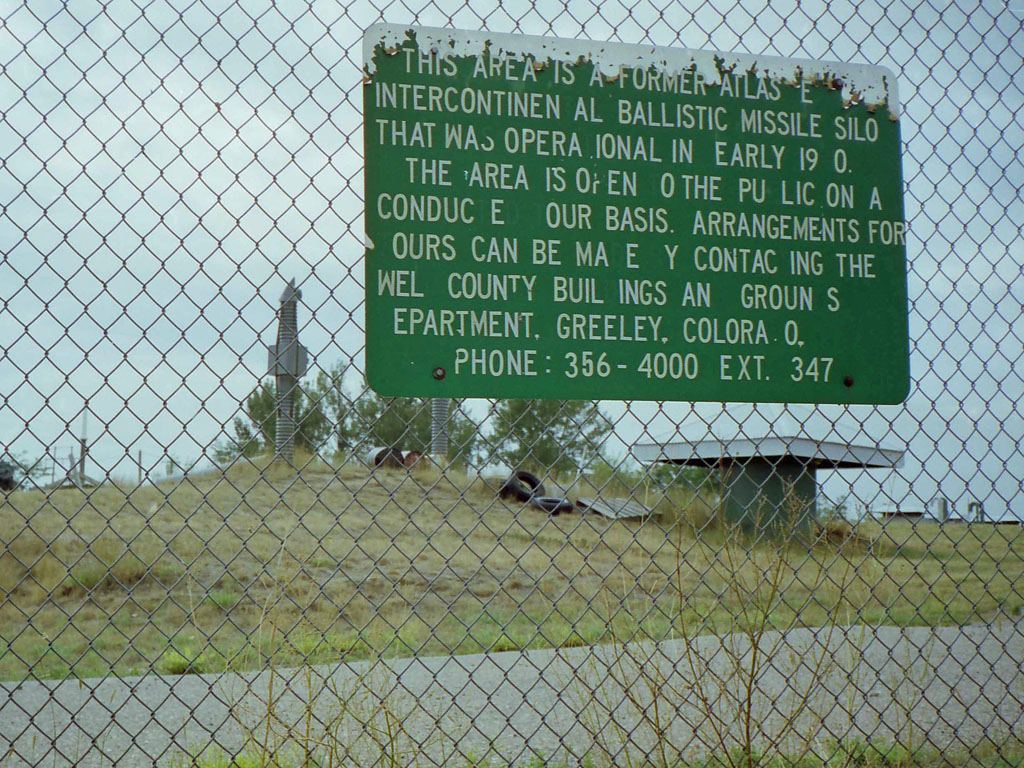 THIS AREA IS A FORMER ATLAS E
INTERCONTINEN AL BALLISTIC MISSILE SILO
THAT WAS OPERA IONAL IN EARLY 19 0.
THE AREA IS OPEN O THE PU LIC ON A
CONDUC E OUR BASIS. ARRANGEMENTS FOR
OURS CAN BE MA E Y CONTAC ING THE
WEL COUNTY BUIL INGS AN GROUN S
EPARTMENT, GREELEY, COLORA O,
PHONE: 356-4000 EXT. 347